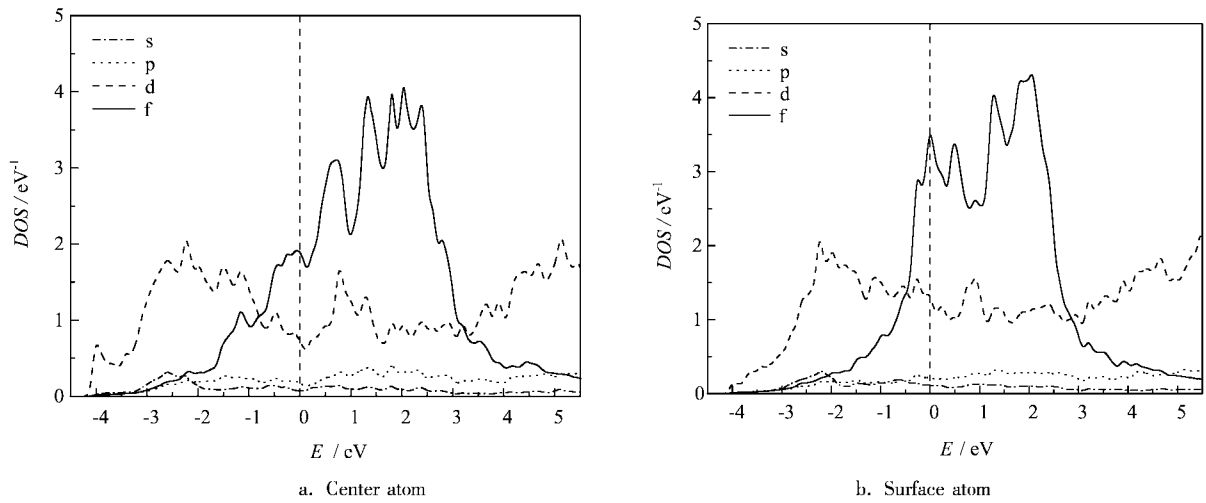 5
4
3
2
1
0
DOS / eV⁻¹
s
p
d
f
-4 -3 -2 -1 0 1 2 3 4 5
E / cV
a. Center atom
5
4
3
2
1
0
DOS / cV⁻¹
s
p
d
f
-4 -3 -2 -1 0 1 2 3 4 5
E / eV
b. Surface atom